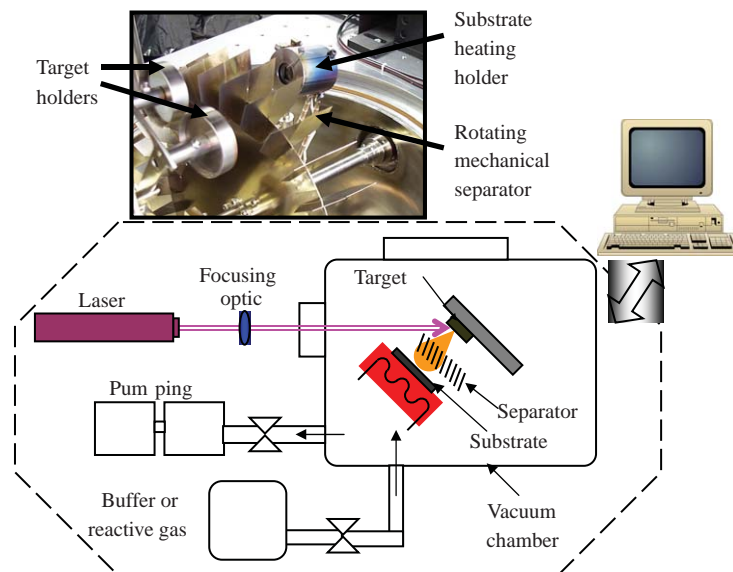 Target
holders
Substrate
heating
holder
Rotating
mechanical
separator
Laser
Focusing
optic
Target
Pum ping
Separator
Substrate
Buffer or
reactive gas
Vacuum
chamber